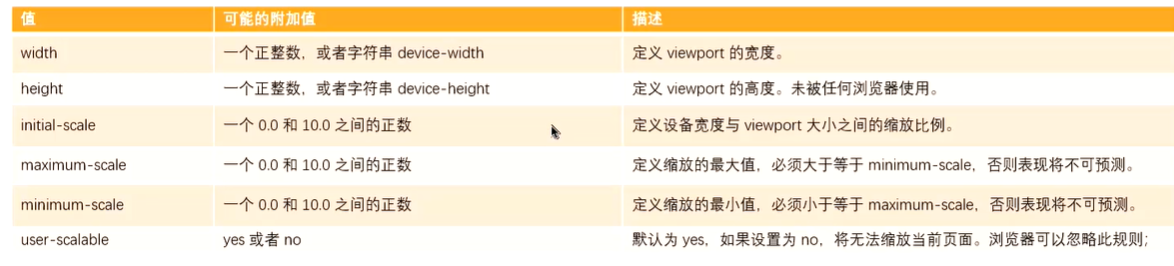 值 可能的附加值 描述
width 一个正整数，或者字符串 device-width 定义 viewport 的宽度。
height 一个正整数，或者字符串 device-height 定义 viewport 的高度。未被任何浏览器使用。
initial-scale 一个 0.0 和 10.0 之间的正数 定义设备宽度与 viewport 大小之间的缩放比例。
maximum-scale 一个 0.0 和 10.0 之间的正数 定义缩放的最大值，必须大于等于 minimum-scale，否则表现将不可预测。
minimum-scale 一个 0.0 和 10.0 之间的正数 定义缩放的最小值，必须小于等于 maximum-scale，否则表现将不可预测。
user-scalable yes 或者 no 默认为 yes，如果设置为 no，将无法缩放当前页面。浏览器可以忽略此规则；